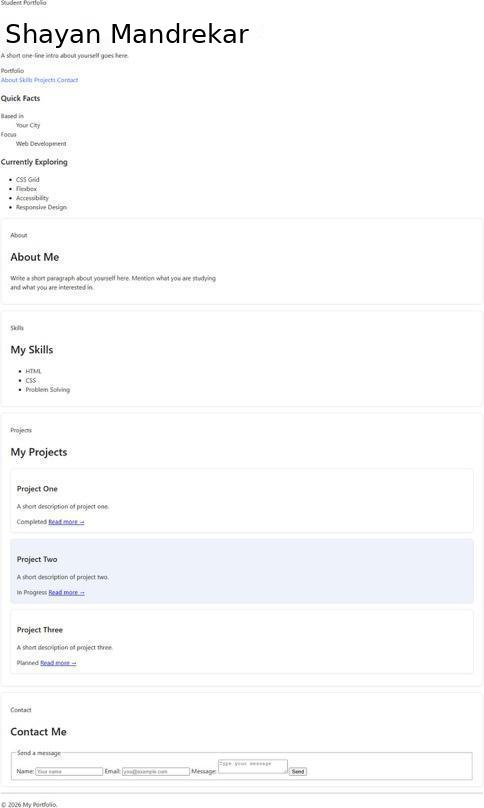 Student Portfolio
Shayan Mandrekar
A short one-line intro about yourself goes here.
Portfolio
About Skills Projects Contact
Quick Facts
Based in
Your City
Focus
Web Development
Currently Exploring
CSS Grid
Flexbox
Accessibility
Responsive Design
About
About Me
Write a short paragraph about yourself here. Mention what you are studying
and what you are interested in.
Skills
My Skills
HTML
CSS
Problem Solving
Projects
My Projects
Project One
A short description of project one.
Completed Read more →
Project Two
A short description of project two.
In Progress Read more →
Project Three
A short description of project three.
Planned Read more →
Contact
Contact Me
Send a message
Name: Your name Email: you@example.com Message: Type your message Send
© 2026 My Portfolio.